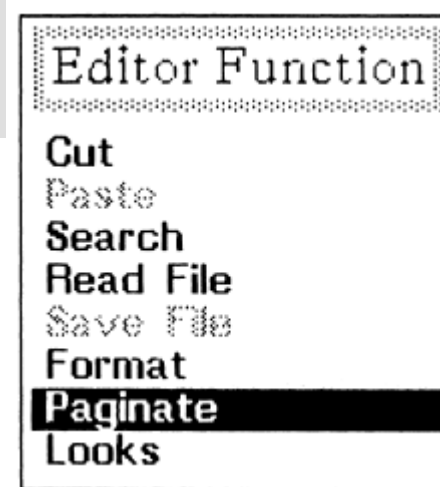 Editor Function
Cut
Paste
Search
Read File
Save File
Format
Paginate
Looks